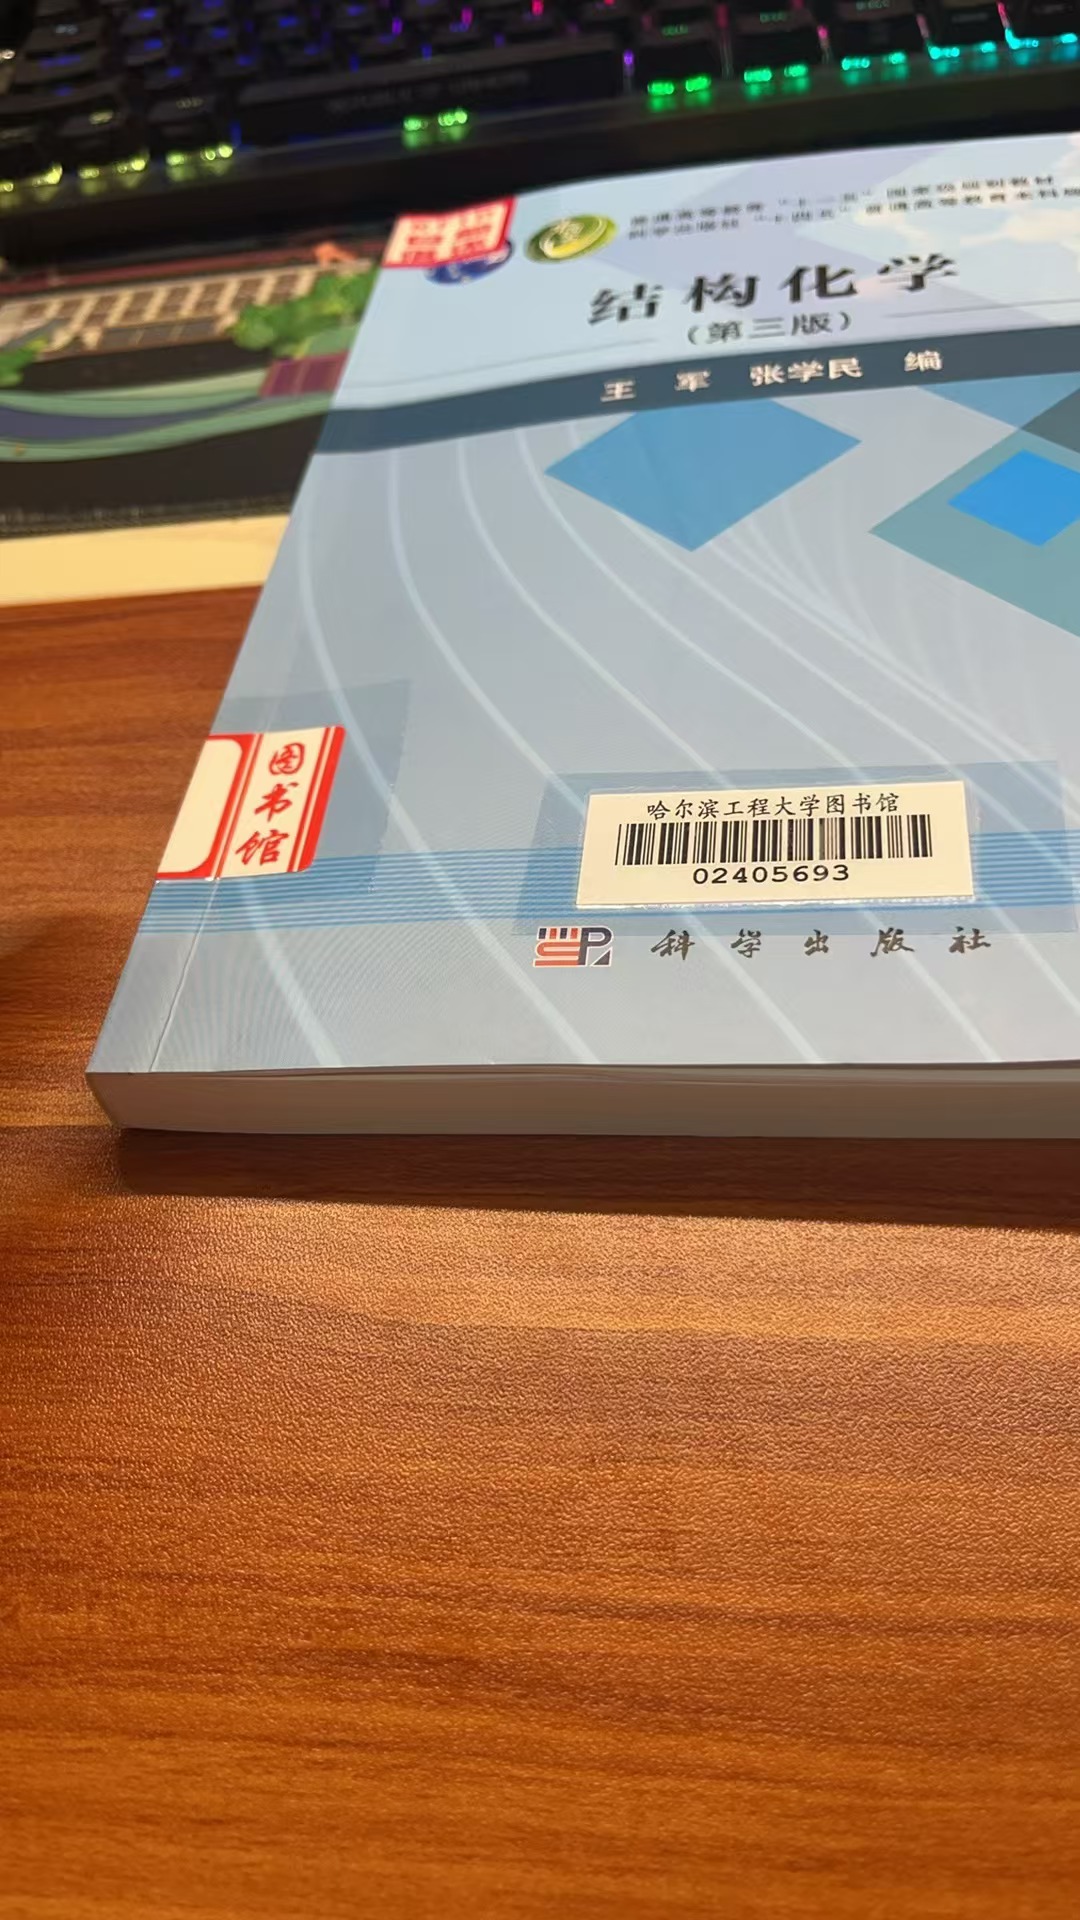 普通高等教育“十一五”国家级规划教材
科学出版社“十四五”普通高等教育本科规
结构化学
(第三版)
王 军 张学民 编
图书馆
哈尔滨工程大学图书馆
02405693
科学出版社